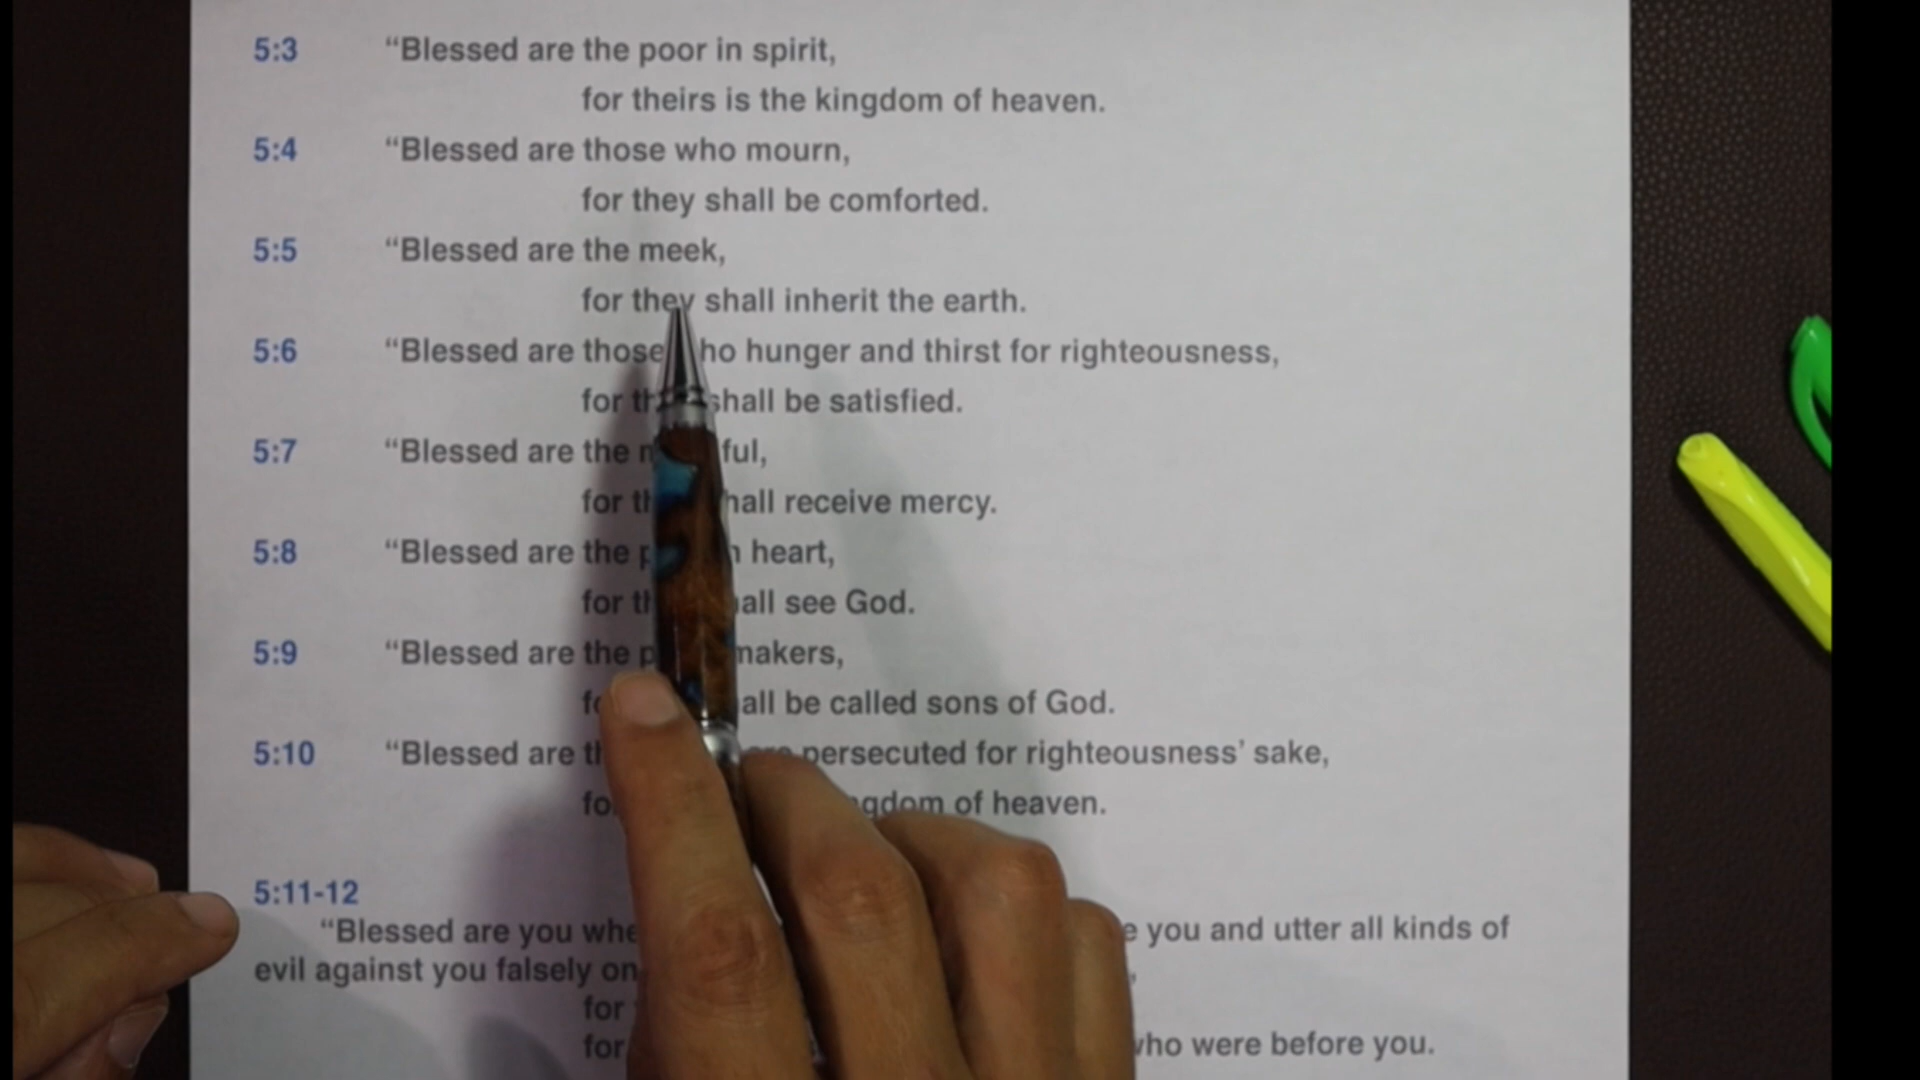 5:3 “Blessed are the poor in spirit,
for theirs is the kingdom of heaven.
5:4 “Blessed are those who mourn,
for they shall be comforted.
5:5 “Blessed are the meek,
for they shall inherit the earth.
5:6 “Blessed are those hunger and thirst for righteousness,
for shall be satisfied.
5:7 “Blessed are the
for receive mercy.
5:8 “Blessed are the heart,
for see God.
5:9 “Blessed are the
be called sons of God.
5:10 “Blessed are persecuted for righteousness’ sake,
of heaven.
5:11-12
“Blessed are you you and utter all kinds of
evil against you falsely on
for
for were before you.